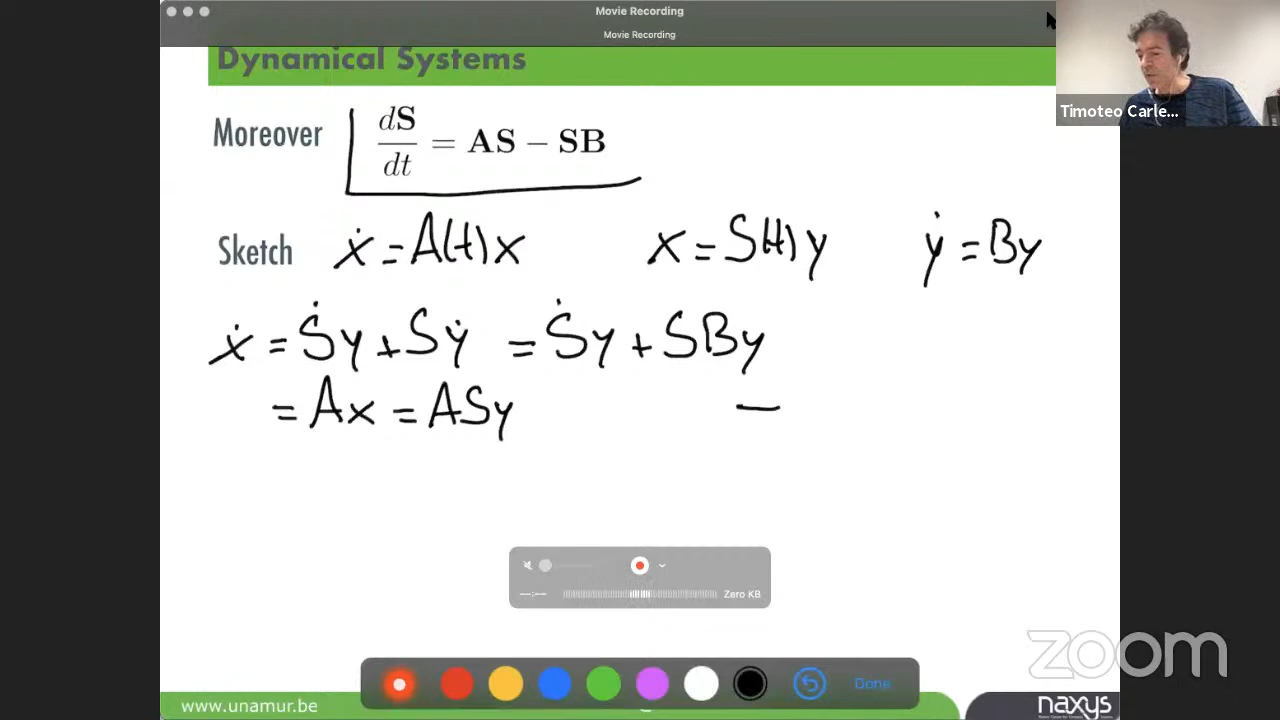 Movie Recording
Movie Recording
Dynamical Systems
Timoteo Carle...
Moreover dS/dt = AS − SB
Sketch ẋ = A(t)x x = S(t)y ẏ = By
ẋ = Ṡy + Sẏ = Ṡy + SBy
= Ax = ASy —
--:-- Zero KB
zoom
Done
www.unamur.be
naxys